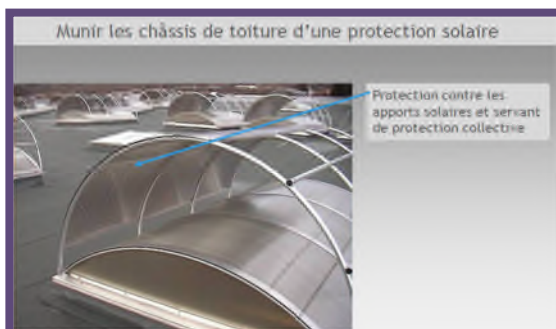 Munir les châssis de toiture d'une protection solaire
Protection contre les
apports solaires et servant
de protection collective